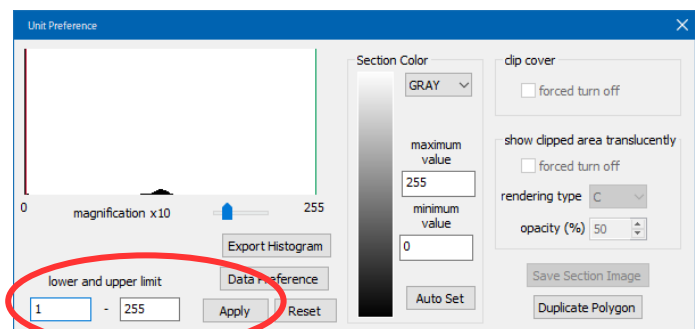 Unit Preference
0 magnification x10 255
Export Histogram
Data Preference
lower and upper limit
1 - 255 Apply Reset
Section Color
GRAY
maximum
value
255
minimum
value
0
Auto Set
clip cover
forced turn off
show clipped area translucently
forced turn off
rendering type C
opacity (%) 50
Save Section Image
Duplicate Polygon